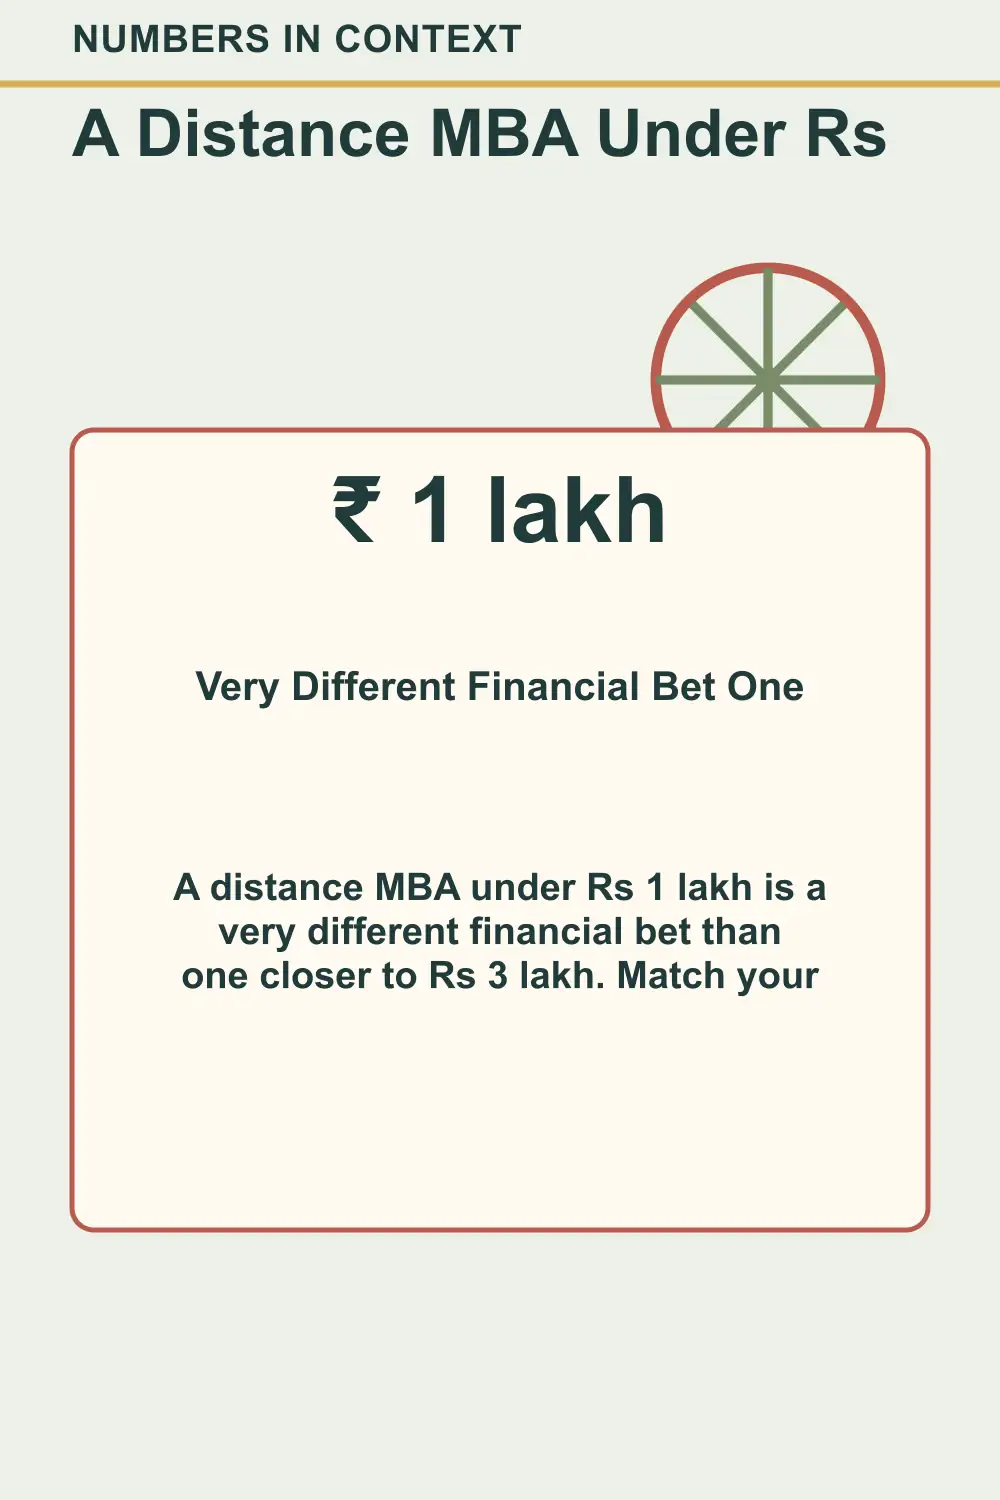 NUMBERS IN CONTEXT
A Distance MBA Under Rs
₹ 1 lakh
Very Different Financial Bet One
A distance MBA under Rs 1 lakh is a
very different financial bet than
one closer to Rs 3 lakh. Match your